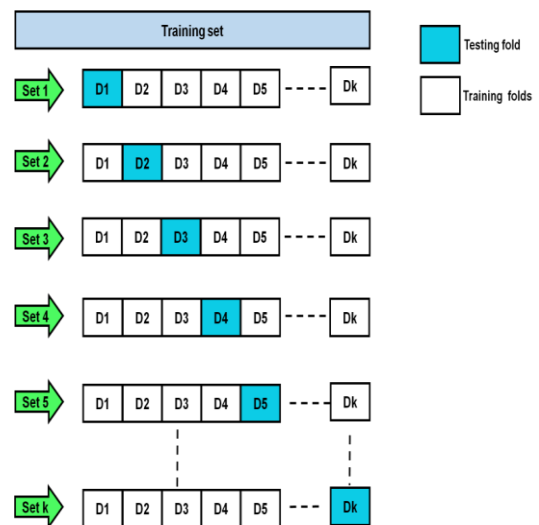 Training set
Testing fold
Training folds
Set 1 D1 D2 D3 D4 D5 Dk
Set 2 D1 D2 D3 D4 D5 Dk
Set 3 D1 D2 D3 D4 D5 Dk
Set 4 D1 D2 D3 D4 D5 Dk
Set 5 D1 D2 D3 D4 D5 Dk
Set k D1 D2 D3 D4 D5 Dk